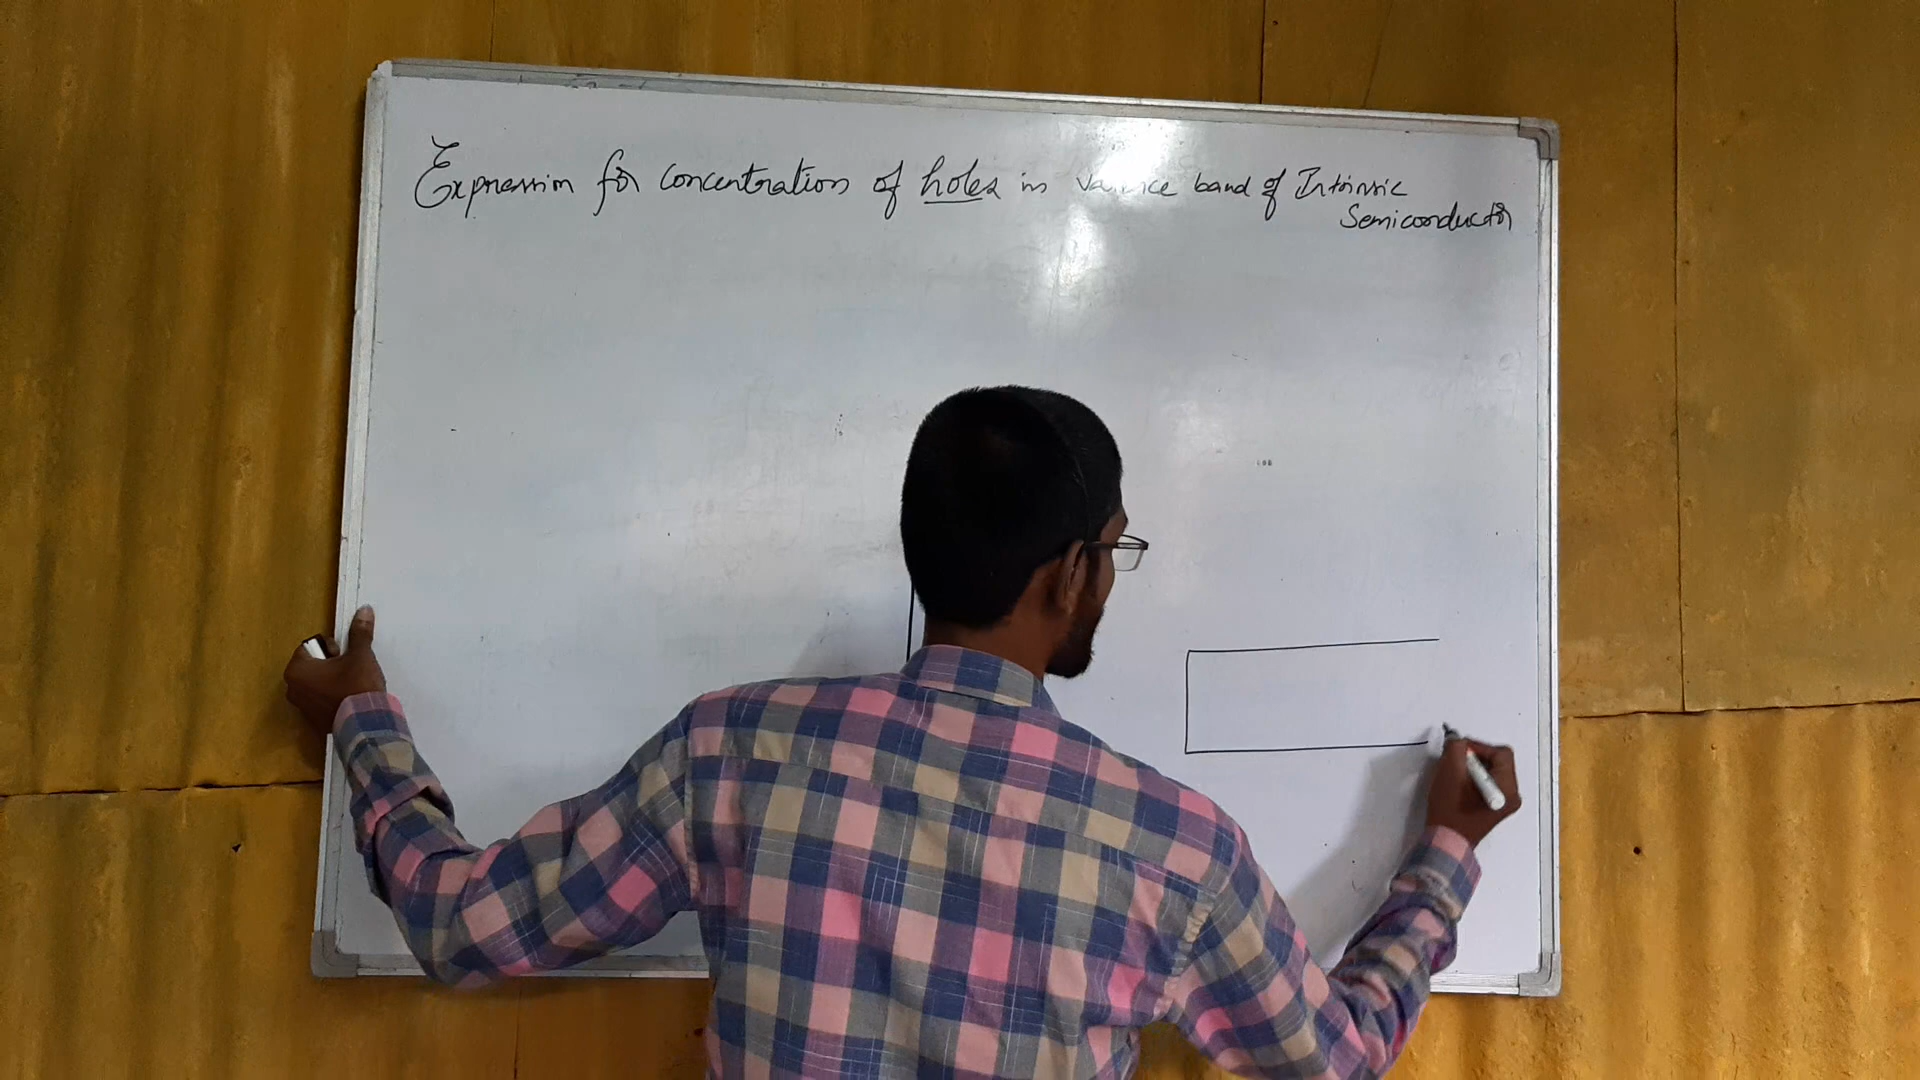 Expression for concentration of holes in valence band of Intrinsic
Semiconductor